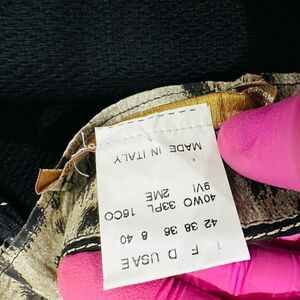 MADE IN ITALY
40WO 33PL 18CO
9VI 2ME
42 38 36 8 40
I F D USA E